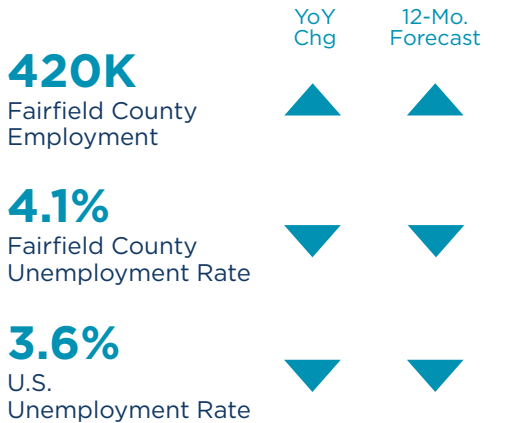 YoY
Chg
12-Mo.
Forecast
420K
Fairfield County
Employment
4.1%
Fairfield County
Unemployment Rate
3.6%
U.S.
Unemployment Rate